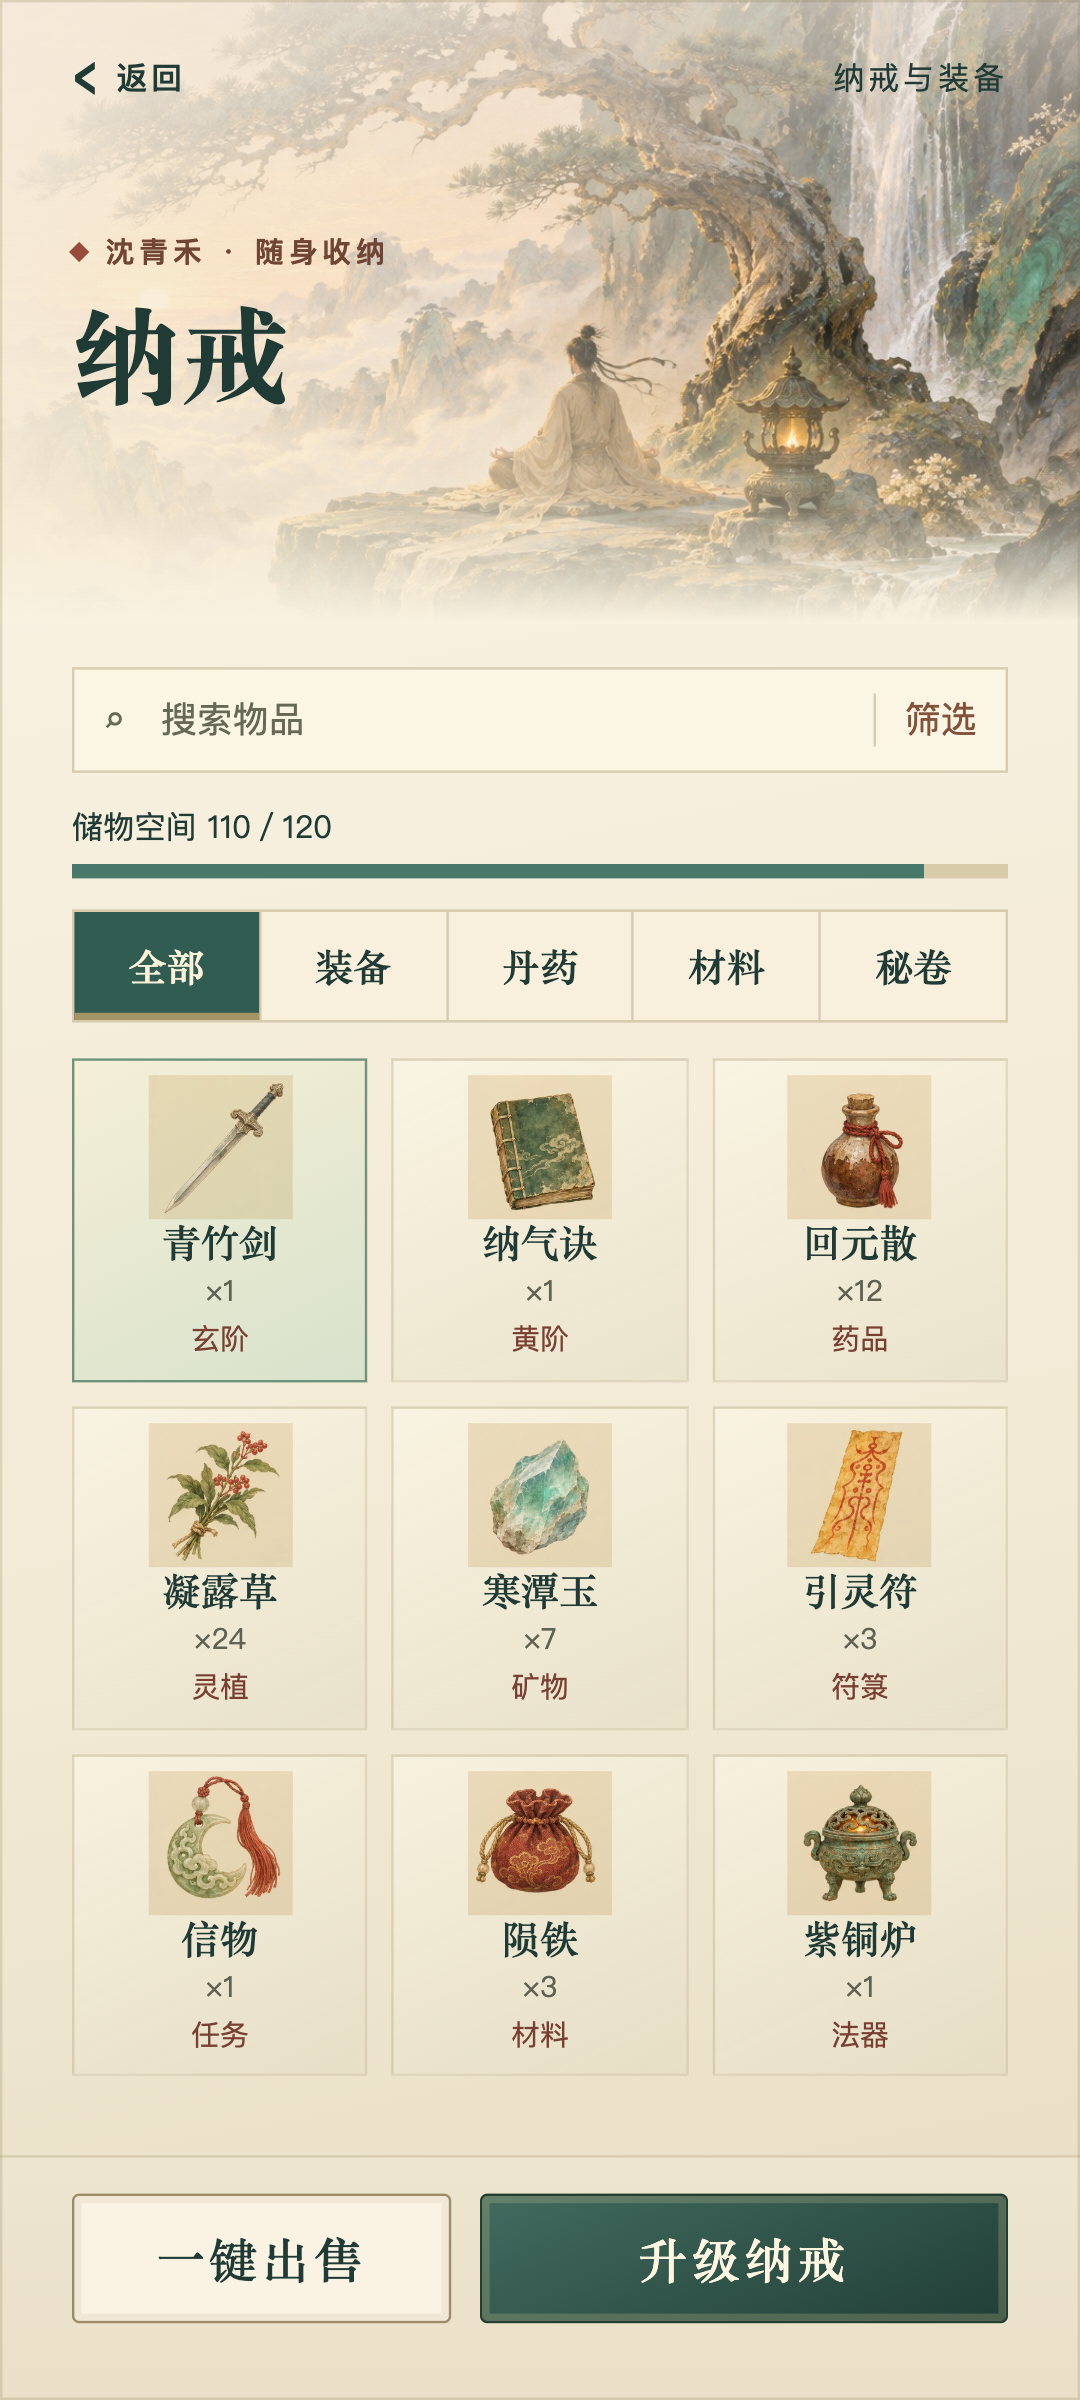 返回
纳戒与装备
沈青禾 · 随身收纳
纳戒
搜索物品
筛选
储物空间 110 / 120
全部 装备 丹药 材料 秘卷
青竹剑 纳气诀 回元散
×1 ×1 ×12
玄阶 黄阶 药品
凝露草 寒潭玉 引灵符
×24 ×7 ×3
灵植 矿物 符箓
信物 陨铁 紫铜炉
×1 ×3 ×1
任务 材料 法器
一键出售 升级纳戒